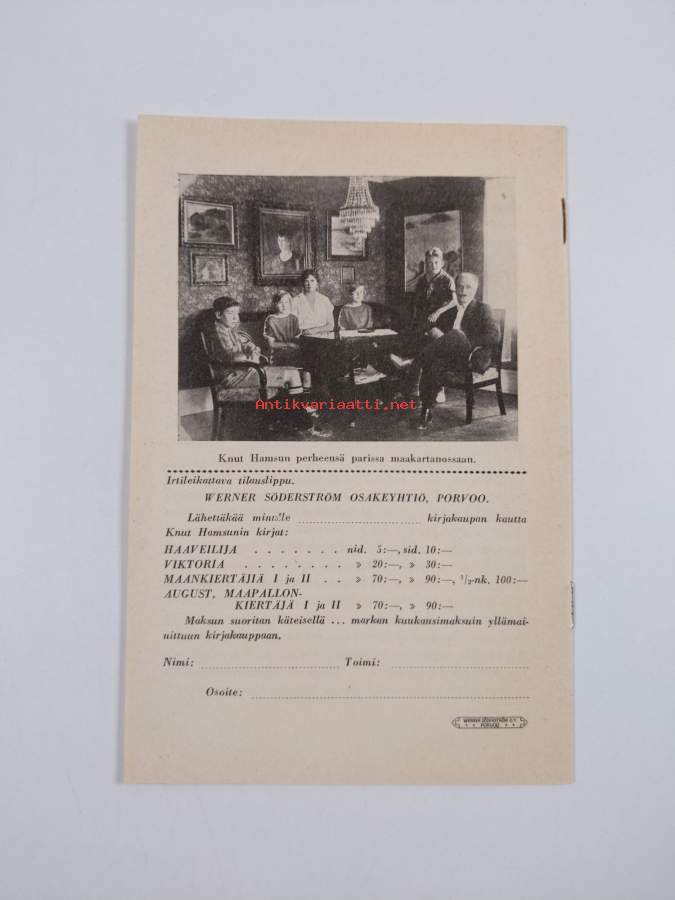 Antikvariaatti.net
Knut Hamsun perheensä parissa maakartanossaan.
Irtileikattava tilauslippu.
WERNER SÖDERSTRÖM OSAKEYHTIÖ, PORVOO.
Lähettäkää minulle ........ kirjakaupan kautta
Knut Hamsunin kirjat:
HAAVEILIJA . . . . . . . nid. 5:—, sid. 10:—
VIKTORIA . . . . . . . . » 20:—, » 30:—
MAANKIERTÄJIÄ I ja II . . » 70:—, » 90:—, 1/2-nk. 100:—
AUGUST, MAAPALLON-
KIERTÄJÄ I ja II » 70:—, » 90:—
Maksun suoritan käteisellä ... markan kuukausimaksuin yllämai-
nittuun kirjakauppaan.
Nimi: ........ Toimi: ........
Osoite: ........
WERNER SÖDERSTRÖM O.Y.
PORVOO